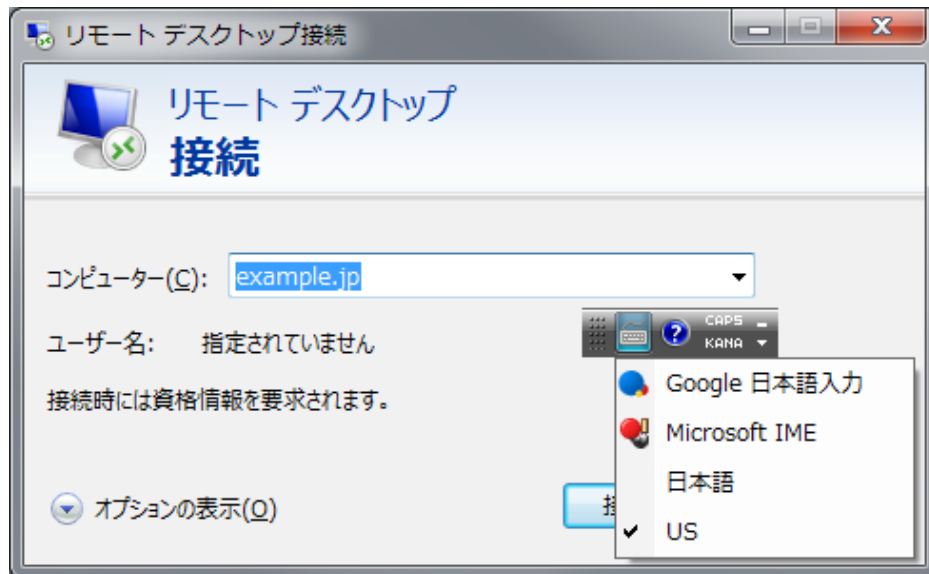 リモート デスクトップ接続
リモート デスクトップ
接続
コンピューター(C): example.jp
CAPS
KANA
ユーザー名: 指定されていません
Google 日本語入力
接続時には資格情報を要求されます。
Microsoft IME
日本語
オプションの表示(O)
US